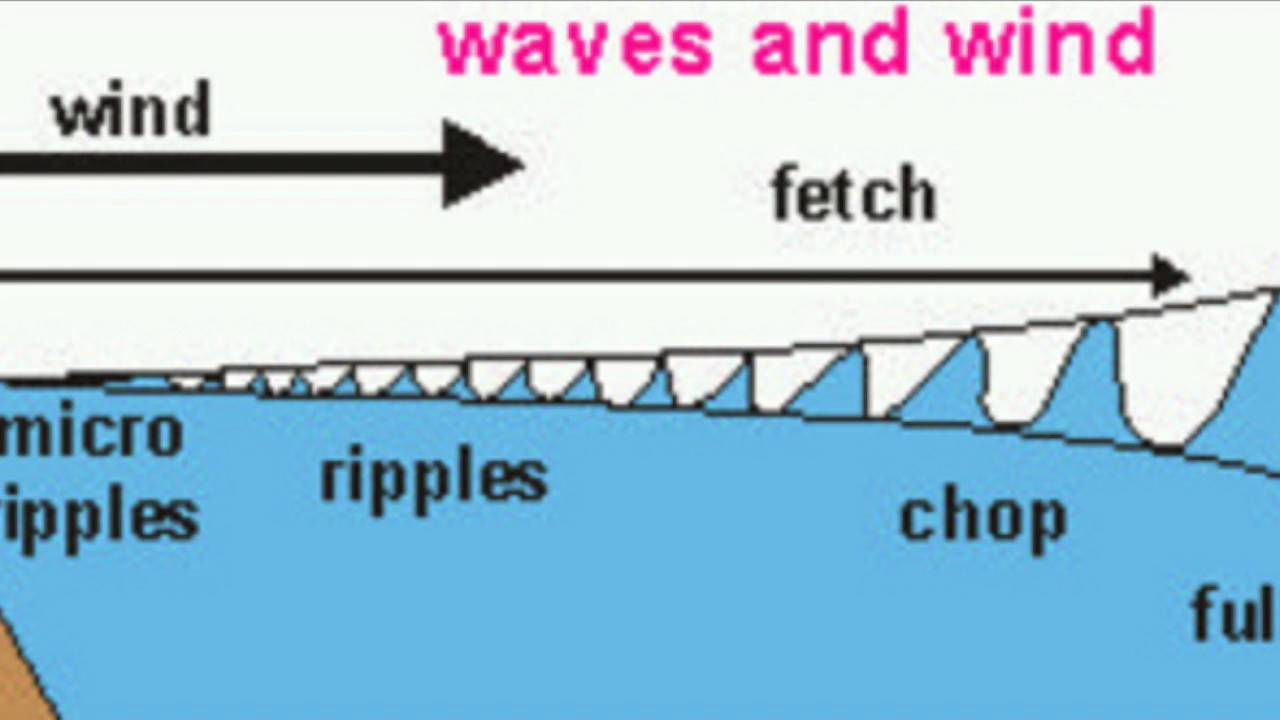 waves and wind
wind
fetch
micro
ripples
ripples
chop
ful